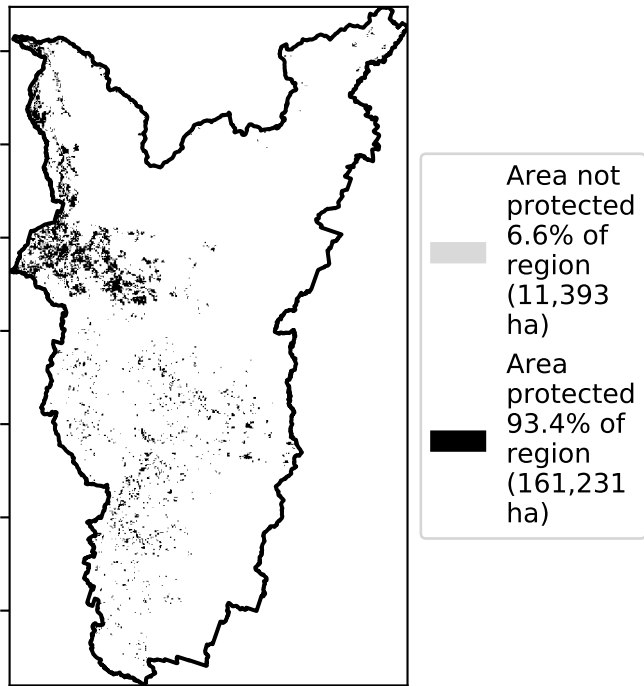 Area not
protected
6.6% of
region
(11,393
ha)
Area
protected
93.4% of
region
(161,231
ha)